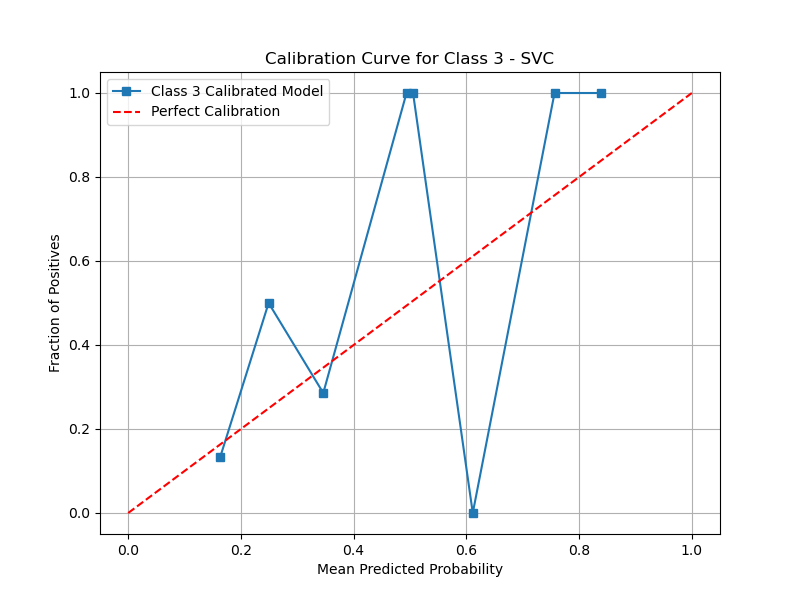 Calibration Curve for Class 3 - SVC
Class 3 Calibrated Model
Perfect Calibration
1.0
0.8
0.6
0.4
0.2
0.0
Fraction of Positives
0.0 0.2 0.4 0.6 0.8 1.0
Mean Predicted Probability